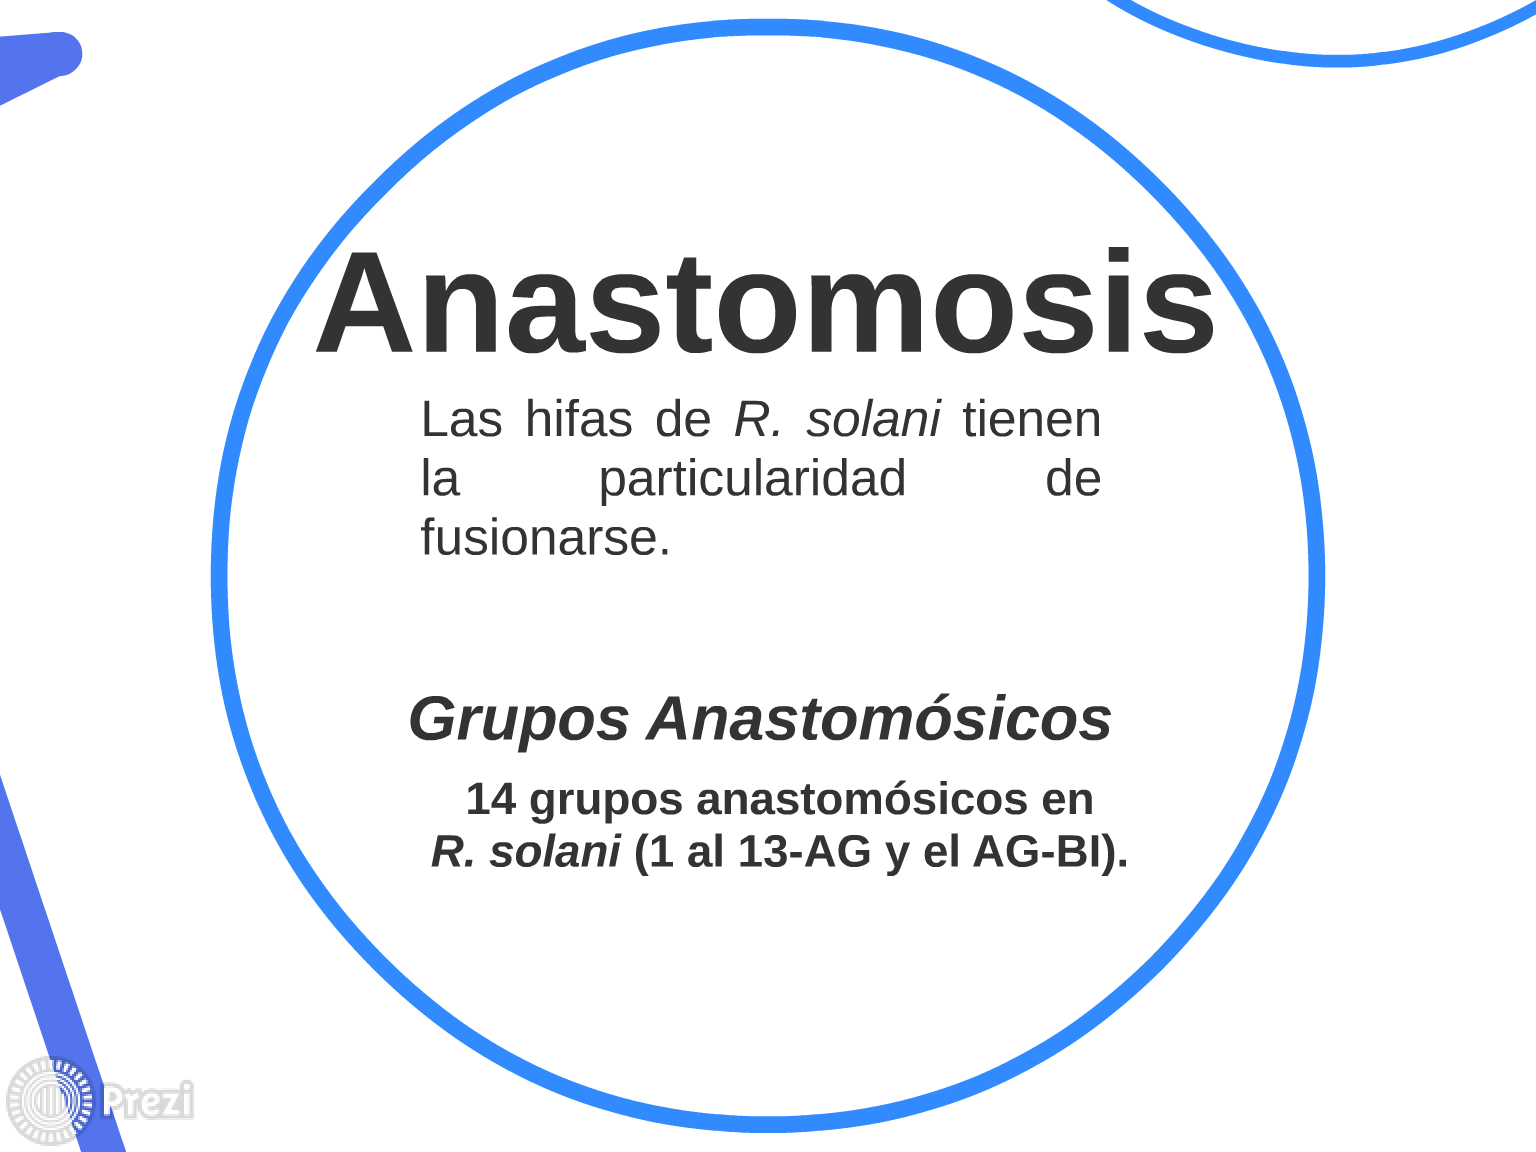 Anastomosis
Las hifas de R. solani tienen
la particularidad de
fusionarse.
Grupos Anastomósicos
14 grupos anastomósicos en
R. solani (1 al 13-AG y el AG-BI).
Prezi